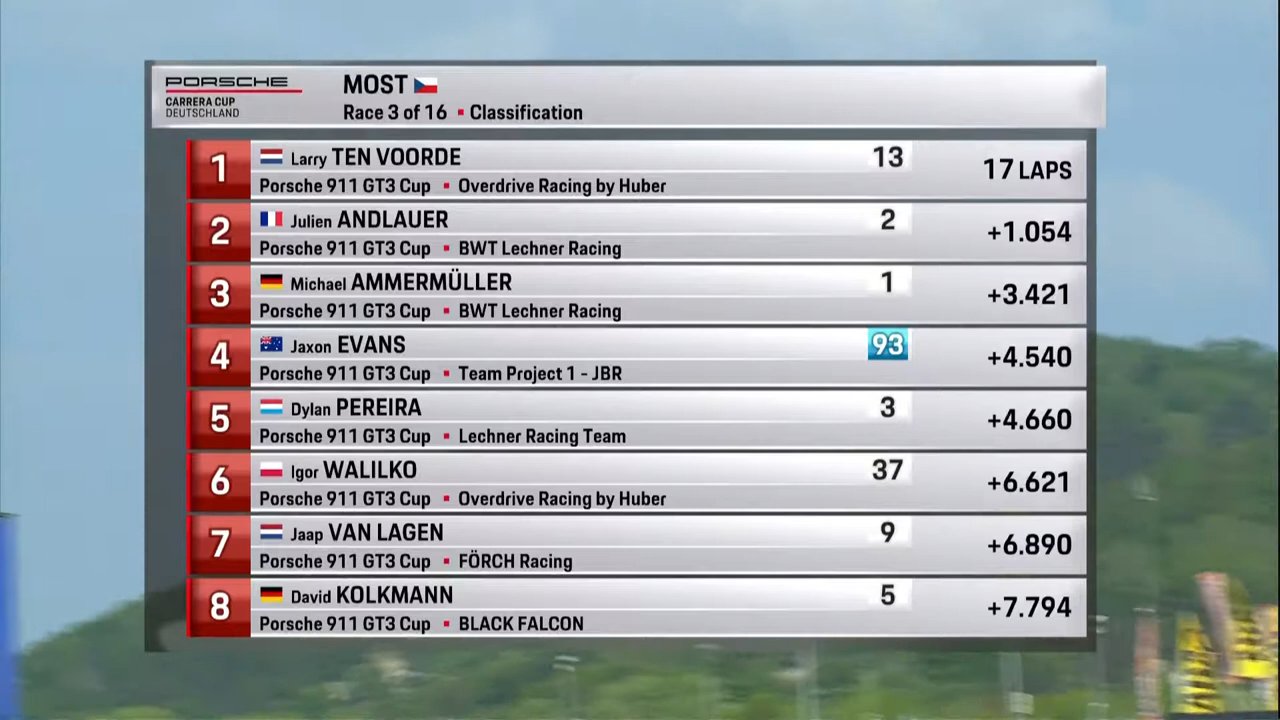 PORSCHE
CARRERA CUP
DEUTSCHLAND
MOST
Race 3 of 16 ▪ Classification
1 Larry TEN VOORDE 13 17 LAPS
Porsche 911 GT3 Cup ▪ Overdrive Racing by Huber
2 Julien ANDLAUER 2 +1.054
Porsche 911 GT3 Cup ▪ BWT Lechner Racing
3 Michael AMMERMÜLLER 1 +3.421
Porsche 911 GT3 Cup ▪ BWT Lechner Racing
4 Jaxon EVANS 93 +4.540
Porsche 911 GT3 Cup ▪ Team Project 1 - JBR
5 Dylan PEREIRA 3 +4.660
Porsche 911 GT3 Cup ▪ Lechner Racing Team
6 Igor WALILKO 37 +6.621
Porsche 911 GT3 Cup ▪ Overdrive Racing by Huber
7 Jaap VAN LAGEN 9 +6.890
Porsche 911 GT3 Cup ▪ FÖRCH Racing
8 David KOLKMANN 5 +7.794
Porsche 911 GT3 Cup ▪ BLACK FALCON